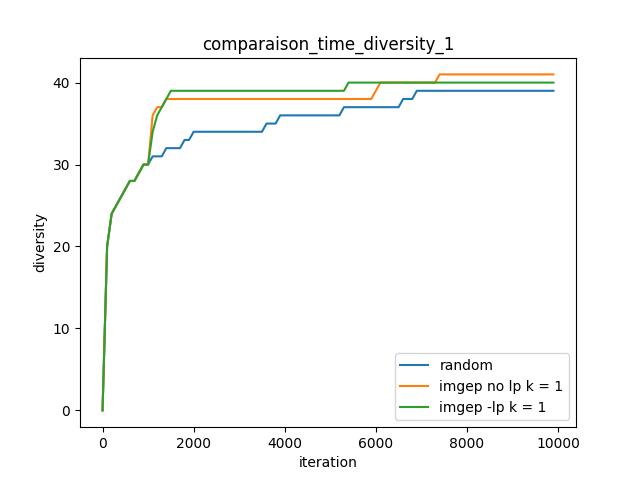 comparaison_time_diversity_1
diversity
40
30
20
10
0
random
imgep no lp k = 1
imgep -lp k = 1
0 2000 4000 6000 8000 10000
iteration